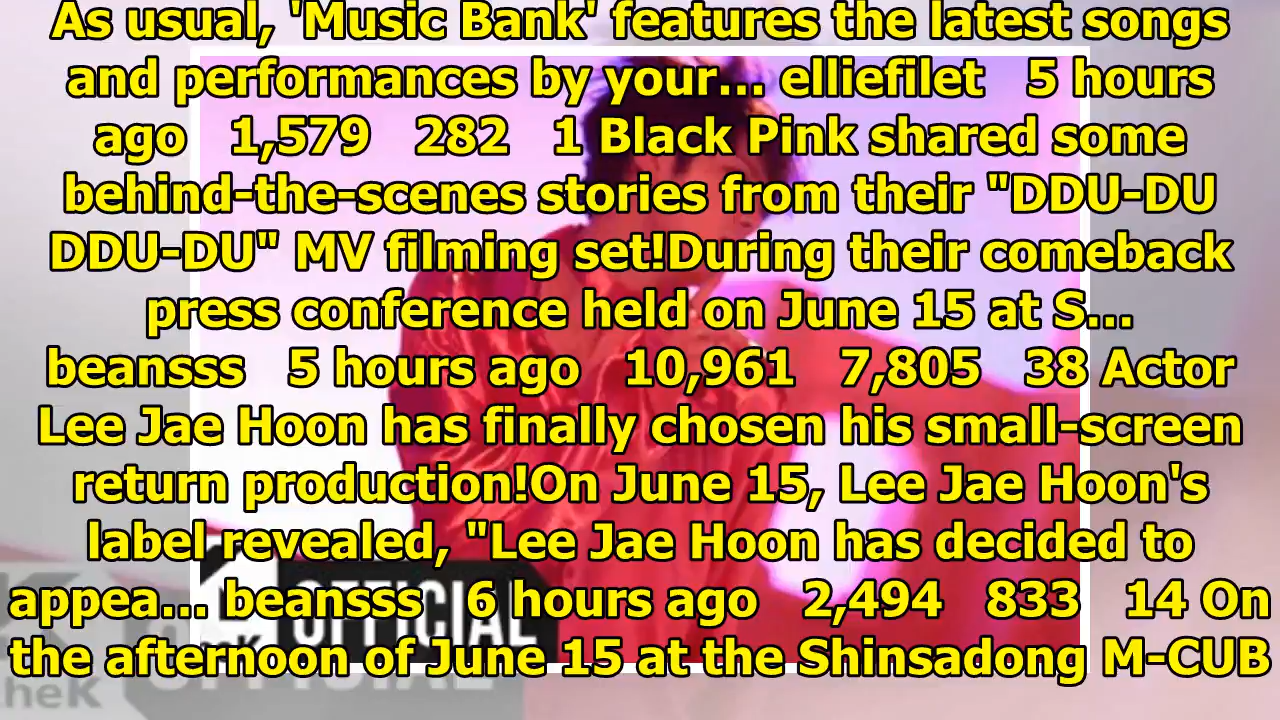 As usual, 'Music Bank' features the latest songs
and performances by your... elliefilet 5 hours
ago 1,579 282 1 Black Pink shared some
behind-the-scenes stories from their "DDU-DU
DDU-DU" MV filming set!During their comeback
press conference held on June 15 at S...
beansss 5 hours ago 10,961 7,805 38 Actor
Lee Jae Hoon has finally chosen his small-screen
return production!On June 15, Lee Jae Hoon's
label revealed, "Lee Jae Hoon has decided to
appea... beansss 6 hours ago 2,494 833 14 On
the afternoon of June 15 at the Shinsadong M-CUB
OFFICIAL
theK
OFFICIAL